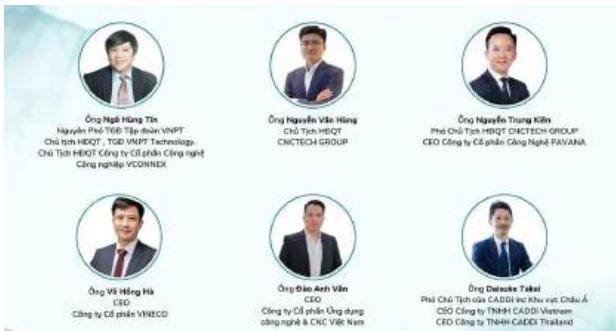 Ông Ngô Hùng Tín
Nguyên Phó TGĐ Tập đoàn VNPT
Chủ tịch HĐQT , TGĐ VNPT Technology.
Chủ Tịch HĐQT Công ty Cổ phần Công nghệ
Công nghiệp VCONNEX
Ông Nguyễn Văn Hùng
Chủ Tịch HĐQT
CNCTECH GROUP
Ông Nguyễn Trung Kiên
Phó Chủ Tịch HĐQT CNCTECH GROUP
CEO Công ty Cổ phần Công Nghệ PAVANA
Ông Võ Hồng Hà
CEO
Công ty Cổ phần VINECO
Ông Đào Anh Văn
CEO
Công ty Cổ phần Ứng dụng
công nghệ & CNC Việt Nam
Ông Daisuke Takei
Phó Chủ Tịch của CADDi inc Khu vực Châu Á
CEO Công ty TNHH CADDi Vietnam
CEO Công ty TNHH CADDi Thailand